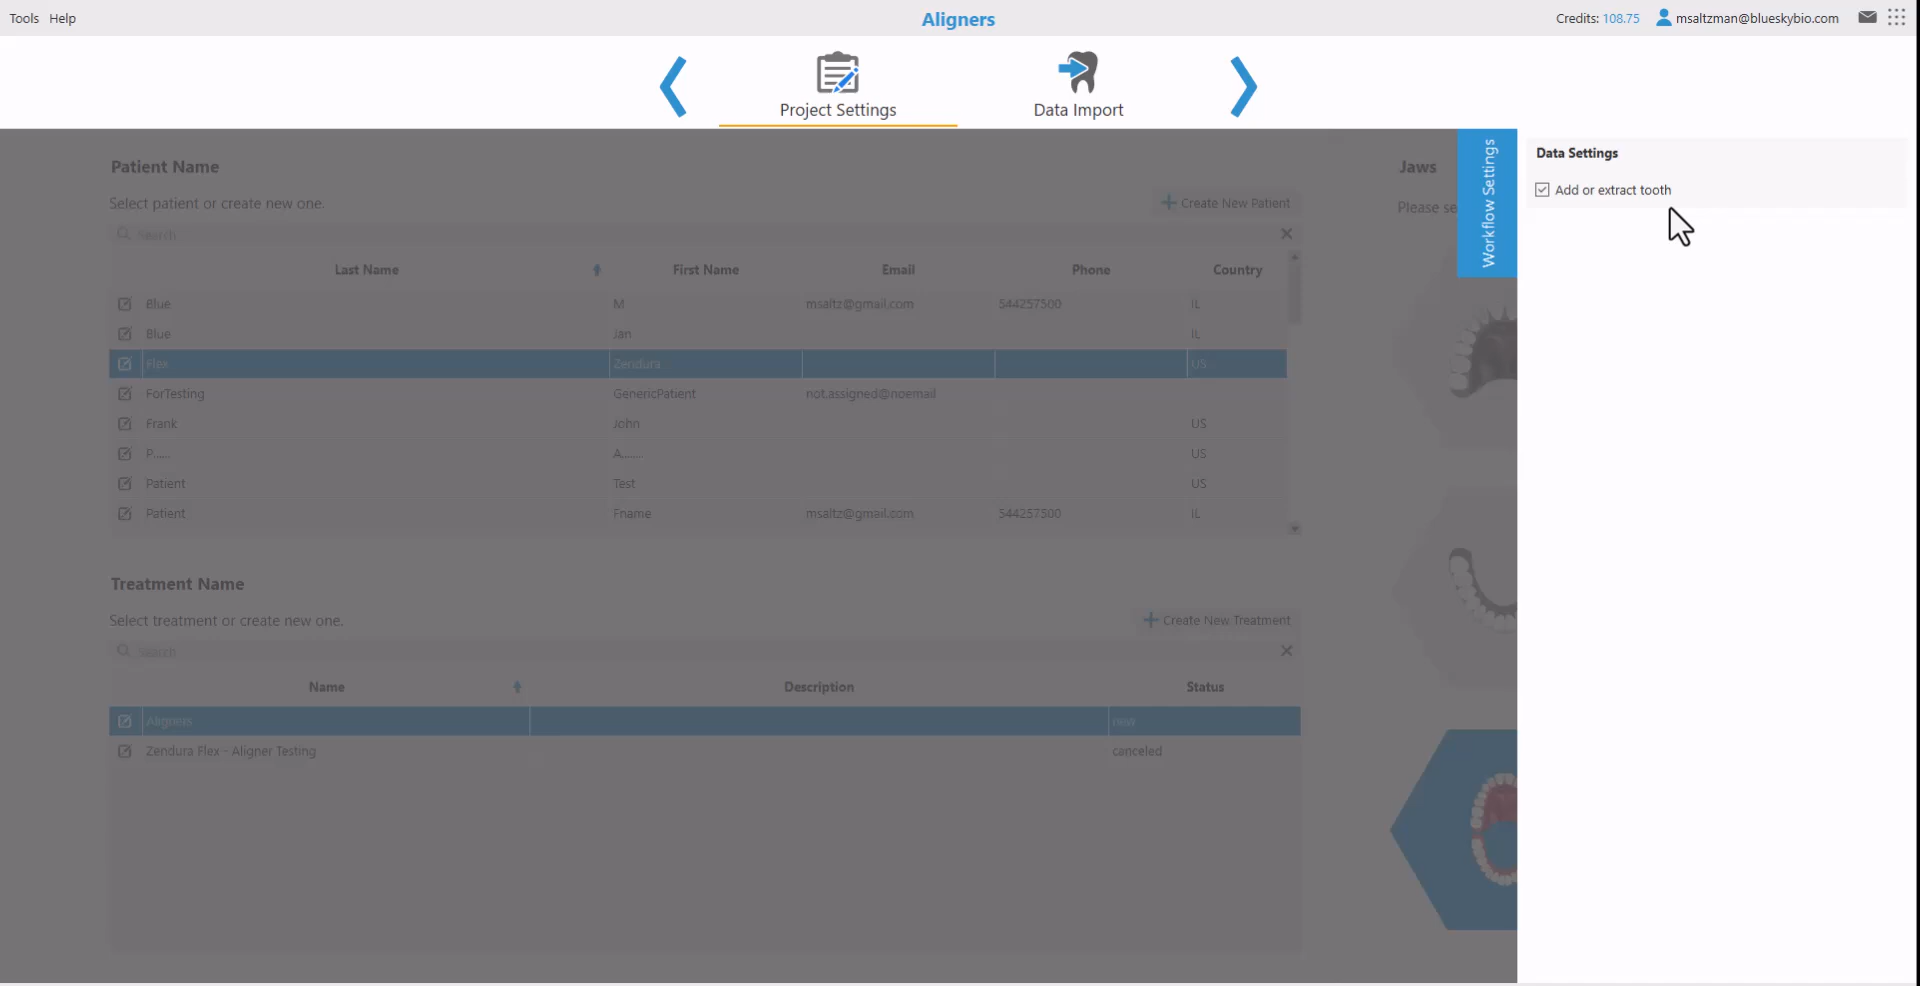 Tools Help Aligners Credits: 108.75 msaltzman@blueskybio.com
Project Settings Data Import
Patient Name
Select patient or create new one. Create New Patient
Search
Last Name First Name Email Phone Country
Blue M msaltz@gmail.com 544257500 IL
Blue Jan IL
Flex Zendura US
ForTesting GenericPatient not.assigned@noemail
Frank John US
P...... A........ US
Patient Test US
Patient Fname msaltz@gmail.com 544257500 IL
Treatment Name
Select treatment or create new one. Create New Treatment
Search
Name Description Status
Aligners new
Zendura Flex - Aligner Testing canceled
Jaws
Please se
Workflow Settings
Data Settings
Add or extract tooth